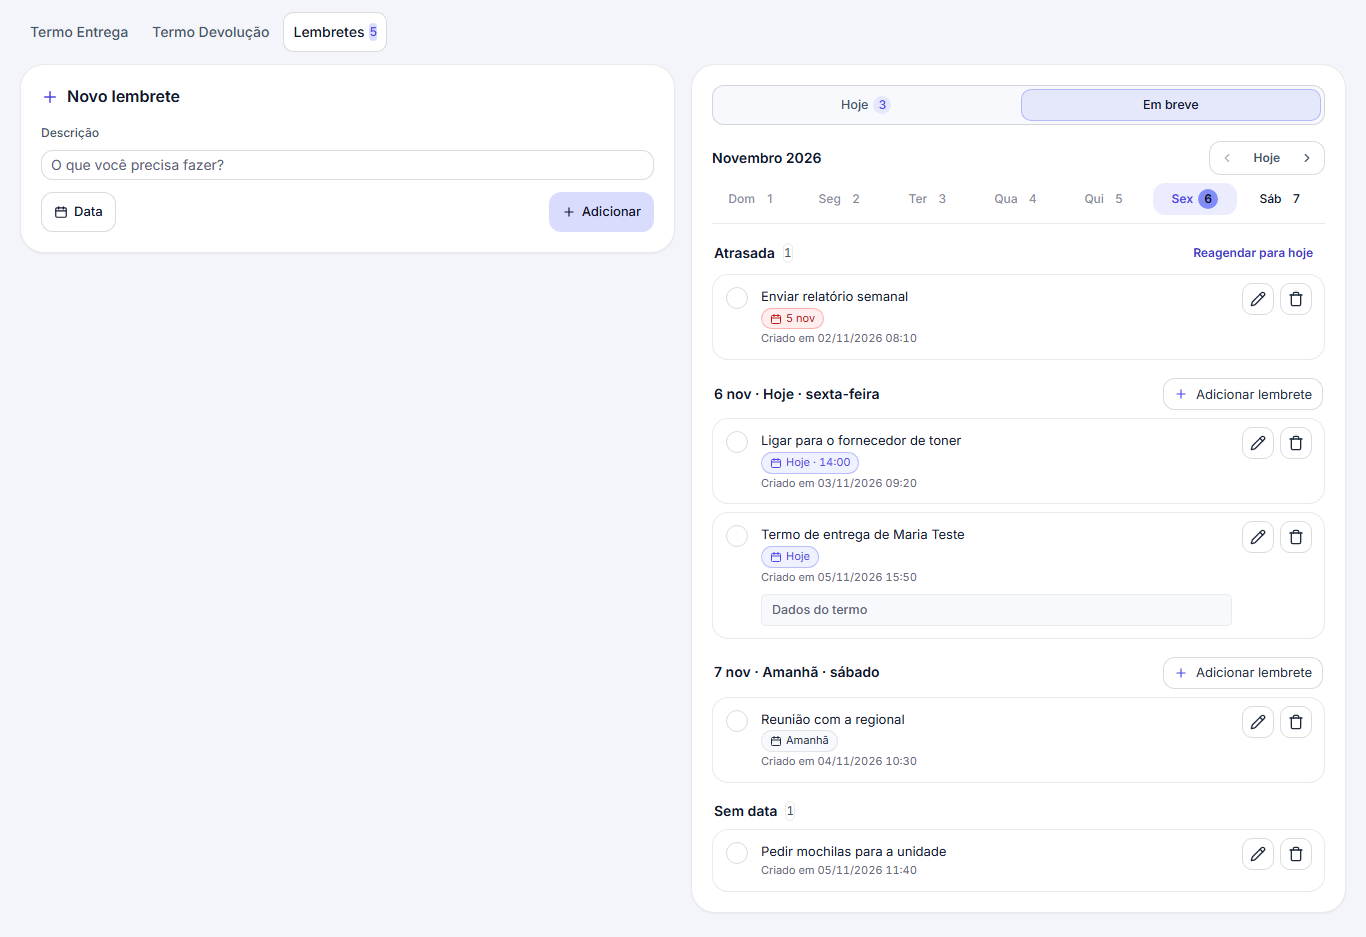 Termo Entrega Termo Devolução Lembretes 5
Novo lembrete
Descrição
O que você precisa fazer?
Data
Adicionar
Hoje 3
Em breve
Novembro 2026
Hoje
Dom 1 Seg 2 Ter 3 Qua 4 Qui 5 Sex 6 Sáb 7
Atrasada 1
Reagendar para hoje
Enviar relatório semanal
5 nov
Criado em 02/11/2026 08:10
6 nov · Hoje · sexta-feira
Adicionar lembrete
Ligar para o fornecedor de toner
Hoje · 14:00
Criado em 03/11/2026 09:20
Termo de entrega de Maria Teste
Hoje
Criado em 05/11/2026 15:50
Dados do termo
7 nov · Amanhã · sábado
Adicionar lembrete
Reunião com a regional
Amanhã
Criado em 04/11/2026 10:30
Sem data 1
Pedir mochilas para a unidade
Criado em 05/11/2026 11:40